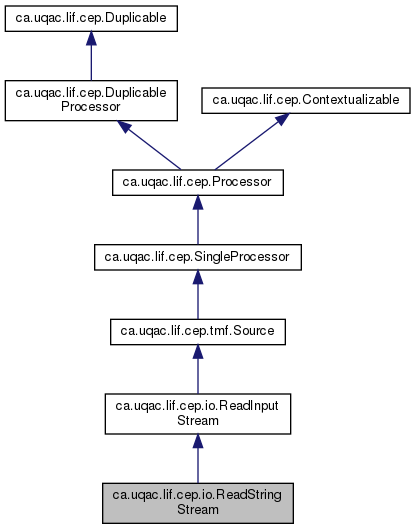 ca.uqac.lif.cep.Duplicable
ca.uqac.lif.cep.Duplicable
Processor
ca.uqac.lif.cep.Contextualizable
ca.uqac.lif.cep.Processor
ca.uqac.lif.cep.SingleProcessor
ca.uqac.lif.cep.tmf.Source
ca.uqac.lif.cep.io.ReadInput
Stream
ca.uqac.lif.cep.io.ReadString
Stream